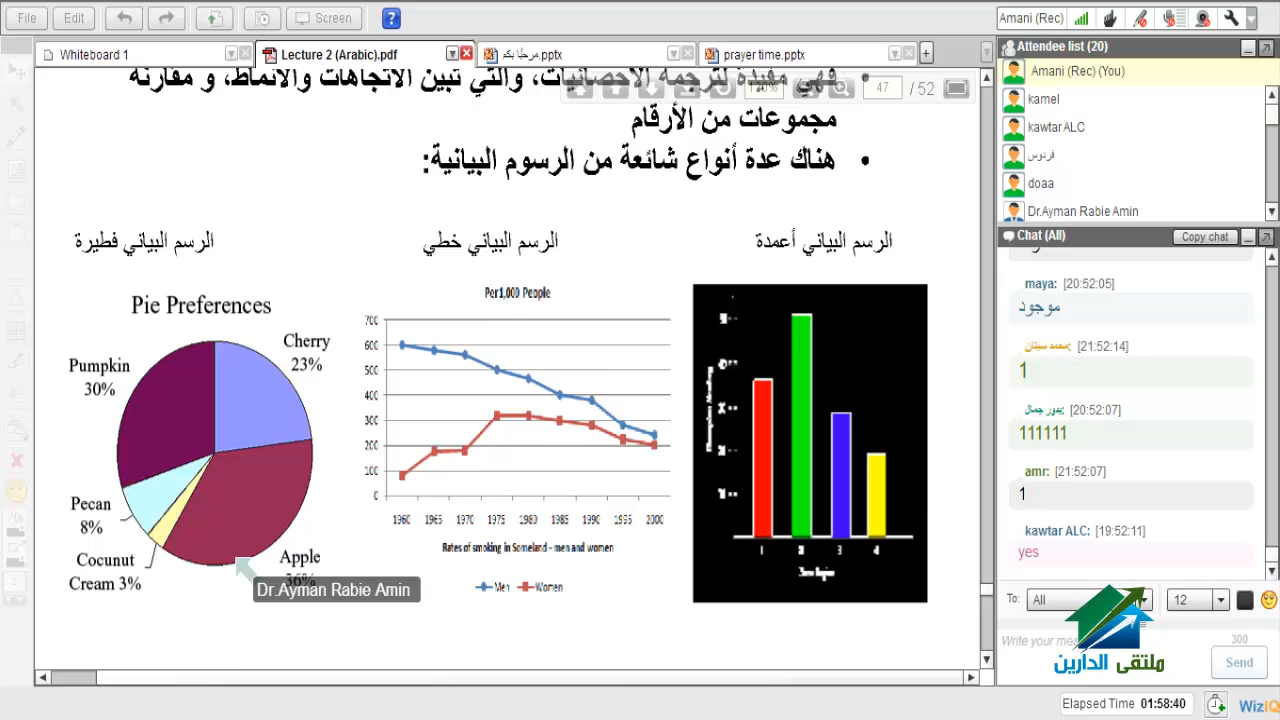 File
Edit
Screen
?
Amani (Rec)
Whiteboard 1
Lecture 2 (Arabic).pdf
مرحبًا بكم.pptx
prayer time.pptx
Attendee list (20)
Amani (Rec) (You)
kamel
kawtar ALC
فردوس
doaa
Dr.Ayman Rabie Amin
فهي مفيدة لترجمة الاحصائيات، والتي تبين الاتجاهات والأنماط، و مقارنة
120%
47 / 52
مجموعات من الأرقام
• هناك عدة أنواع شائعة من الرسوم البيانية:
الرسم البياني أعمدة
الرسم البياني خطي
الرسم البياني فطيرة
Pie Preferences
Cherry
23%
Pumpkin
30%
Pecan
8%
Cocunut
Cream 3%
Apple
36%
Dr.Ayman Rabie Amin
Per1,000 People
700
600
500
400
300
200
100
0
1960 1965 1970 1975 1980 1985 1990 1995 2000
Rates of smoking in Someland - men and women
Men Women
1 2 3 4
Chat (All)
Copy chat
maya: [20:52:05]
موجود
محمد سيتان: [21:52:14]
1
بدور جمال: [20:52:07]
111111
amr: [21:52:07]
1
kawtar ALC: [19:52:11]
yes
To: All
12
Write your mes
300
Send
ملتقى الدارين
Elapsed Time 01:58:40
WizIQ